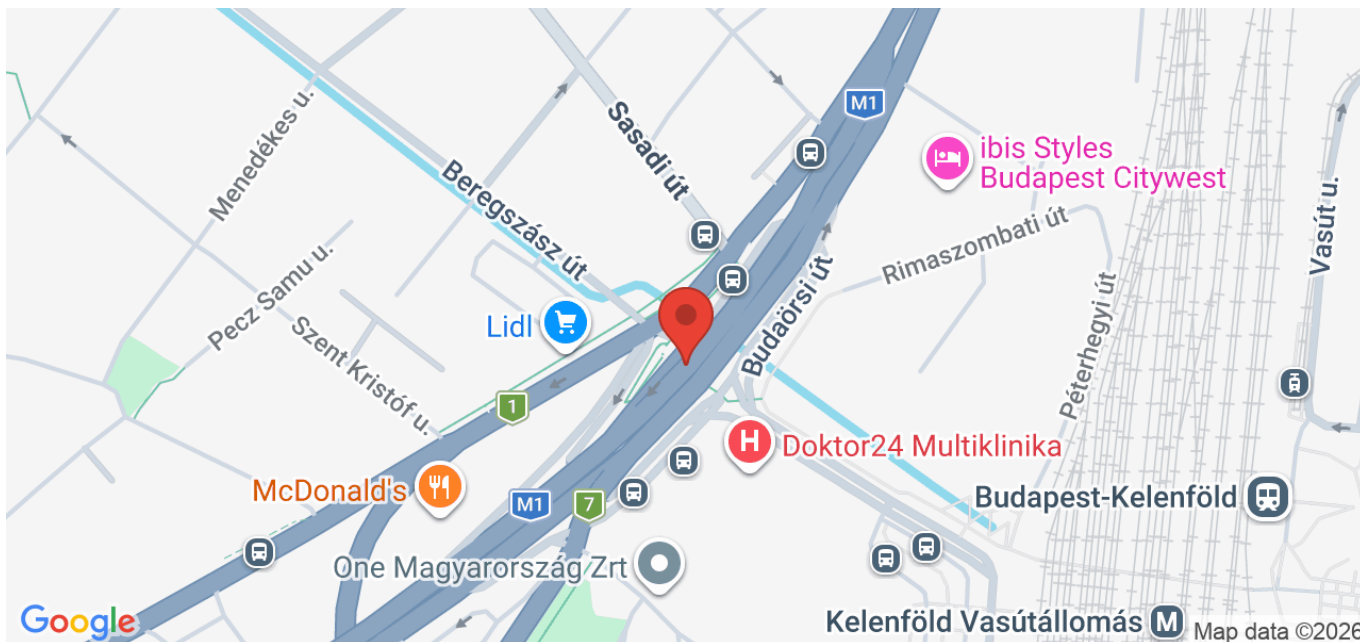 M1
ibis Styles
Budapest Citywest
Sasadi út
Menedékes u.
Beregszász út
Vasút u.
Rimaszombati út
Pecz Samu u.
Budaörsi út
Péterhegyi út
Lidl
Szent Kristóf u.
1
H
Doktor24 Multiklinika
McDonald's
M1
7
Budapest-Kelenföld
One Magyarország Zrt
Google
Kelenföld Vasútállomás
M
Map data ©2026